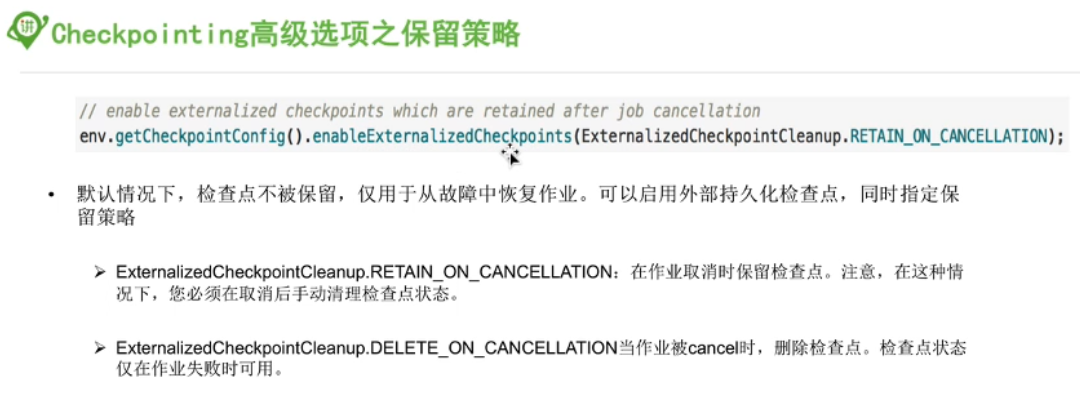 讲
Checkpointing高级选项之保留策略
// enable externalized checkpoints which are retained after job cancellation
env.getCheckpointConfig().enableExternalizedCheckpoints(ExternalizedCheckpointCleanup.RETAIN_ON_CANCELLATION);
• 默认情况下，检查点不被保留，仅用于从故障中恢复作业。可以启用外部持久化检查点，同时指定保
留策略
➢ ExternalizedCheckpointCleanup.RETAIN_ON_CANCELLATION：在作业取消时保留检查点。注意，在这种情
况下，您必须在取消后手动清理检查点状态。
➢ ExternalizedCheckpointCleanup.DELETE_ON_CANCELLATION当作业被cancel时，删除检查点。检查点状态
仅在作业失败时可用。